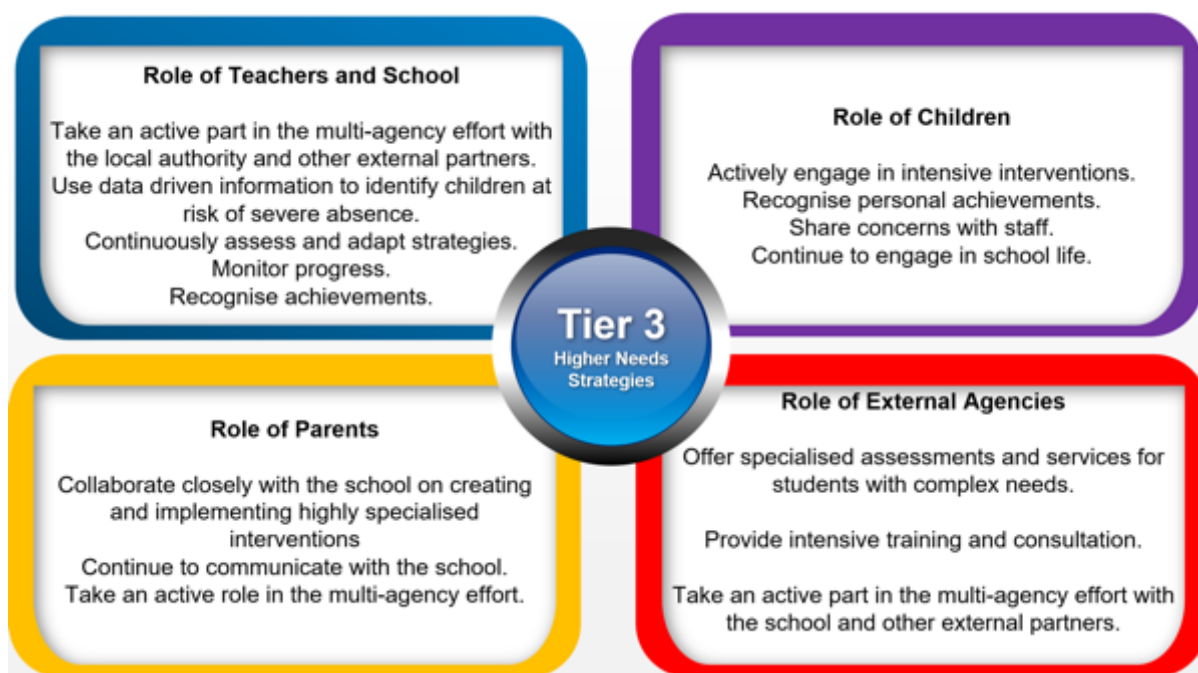 Role of Teachers and School
Take an active part in the multi-agency effort with
the local authority and other external partners.
Use data driven information to identify children at
risk of severe absence.
Continuously assess and adapt strategies.
Monitor progress.
Recognise achievements.
Role of Children
Actively engage in intensive interventions.
Recognise personal achievements.
Share concerns with staff.
Continue to engage in school life.
Tier 3
Higher Needs
Strategies
Role of Parents
Collaborate closely with the school on creating
and implementing highly specialised
interventions
Continue to communicate with the school.
Take an active role in the multi-agency effort.
Role of External Agencies
Offer specialised assessments and services for
students with complex needs.
Provide intensive training and consultation.
Take an active part in the multi-agency effort with
the school and other external partners.